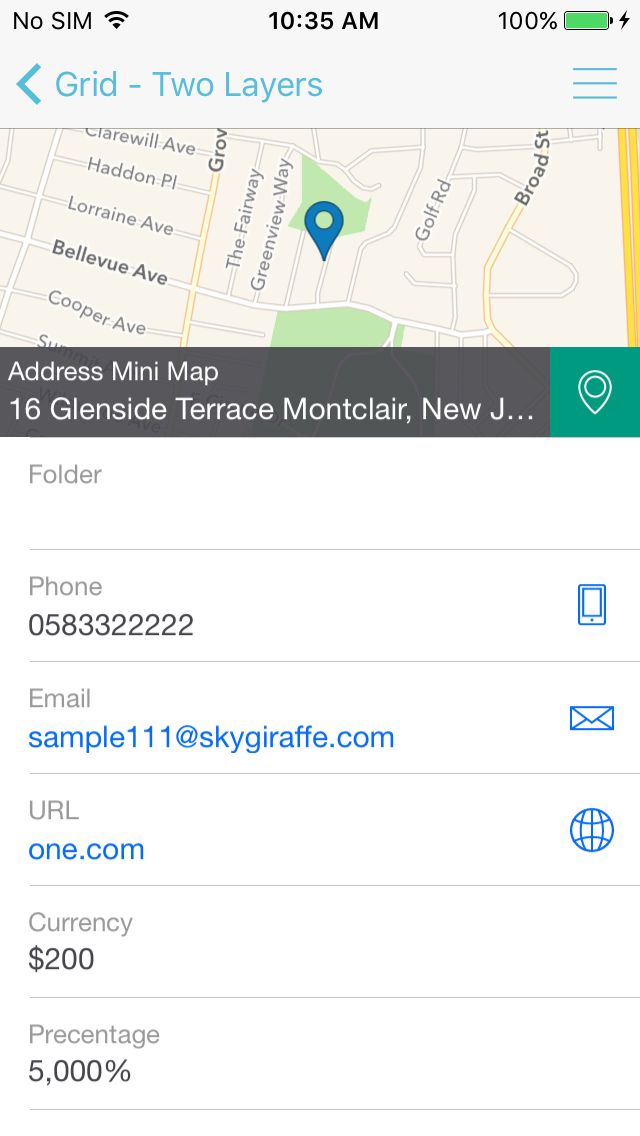 No SIM 10:35 AM 100%
Grid - Two Layers
Clarewill Ave
Grov
Broad St
Haddon Pl
The Fairway
Greenview Way
Golf Rd
Lorraine Ave
Bellevue Ave
Cooper Ave
Summit
Address Mini Map
16 Glenside Terrace Montclair, New J...
Folder
Phone
0583322222
Email
sample111@skygiraffe.com
URL
one.com
Currency
$200
Precentage
5,000%